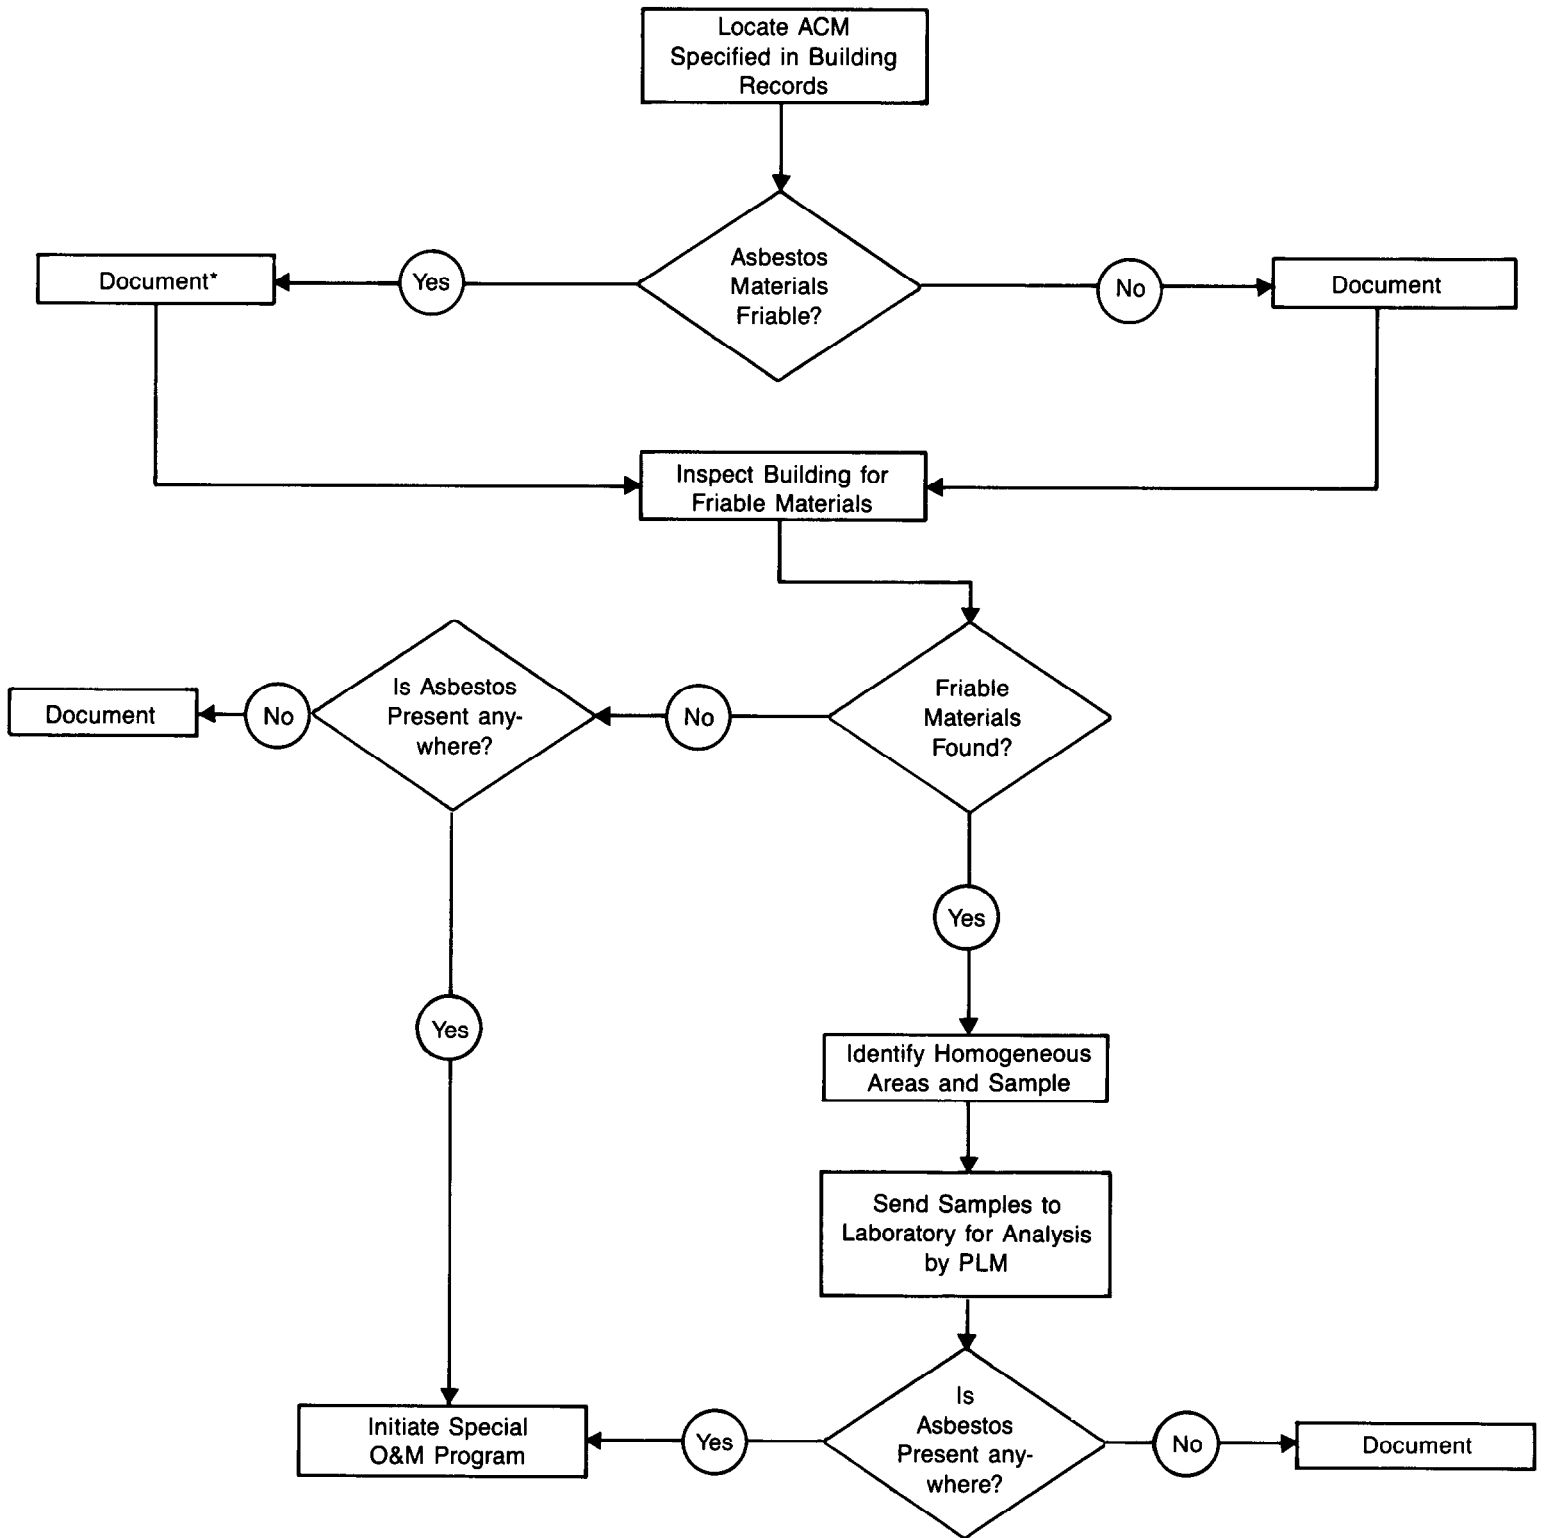 Locate ACM
Specified in Building
Records
Asbestos
Materials
Friable?
Yes
Document*
No
Document
Inspect Building for
Friable Materials
Friable
Materials
Found?
No
Is Asbestos
Present any-
where?
No
Document
Yes
Yes
Identify Homogeneous
Areas and Sample
Send Samples to
Laboratory for Analysis
by PLM
Is
Asbestos
Present any-
where?
Yes
Initiate Special
O&M Program
No
Document